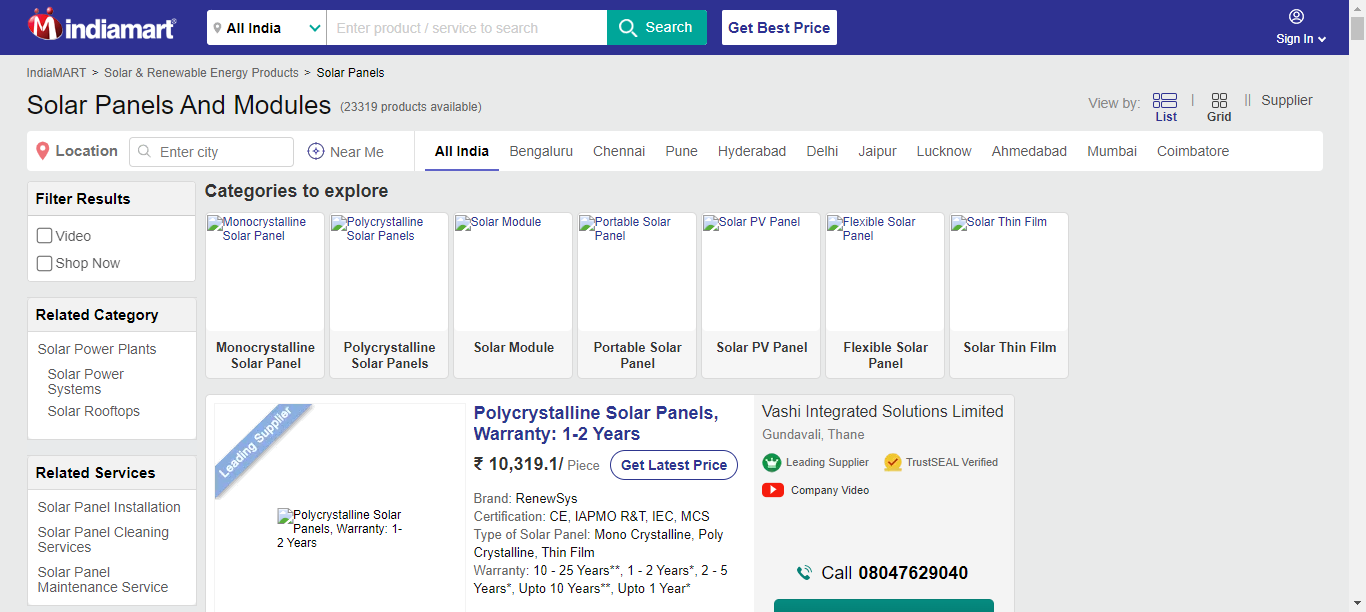 indiamart
All India
Enter product / service to search
Search
Get Best Price
Sign In
IndiaMART > Solar & Renewable Energy Products > Solar Panels
Solar Panels And Modules (23319 products available)
View by:
List
|
Grid
||
Supplier
Location
Enter city
Near Me
All India
Bengaluru
Chennai
Pune
Hyderabad
Delhi
Jaipur
Lucknow
Ahmedabad
Mumbai
Coimbatore
Filter Results
Video
Shop Now
Related Category
Solar Power Plants
Solar Power
Systems
Solar Rooftops
Related Services
Solar Panel Installation
Solar Panel Cleaning
Services
Solar Panel
Maintenance Service
Categories to explore
Monocrystalline
Solar Panel
Monocrystalline
Solar Panel
Polycrystalline
Solar Panels
Polycrystalline
Solar Panels
Solar Module
Solar Module
Portable Solar
Panel
Portable Solar
Panel
Solar PV Panel
Solar PV Panel
Flexible Solar
Panel
Flexible Solar
Panel
Solar Thin Film
Solar Thin Film
Leading Supplier
Polycrystalline Solar
Panels, Warranty: 1-
2 Years
Polycrystalline Solar Panels,
Warranty: 1-2 Years
₹ 10,319.1/ Piece
Get Latest Price
Brand: RenewSys
Certification: CE, IAPMO R&T, IEC, MCS
Type of Solar Panel: Mono Crystalline, Poly
Crystalline, Thin Film
Warranty: 10 - 25 Years**, 1 - 2 Years*, 2 - 5
Years*, Upto 10 Years**, Upto 1 Year*
Vashi Integrated Solutions Limited
Gundavali, Thane
Leading Supplier
TrustSEAL Verified
Company Video
Call 08047629040